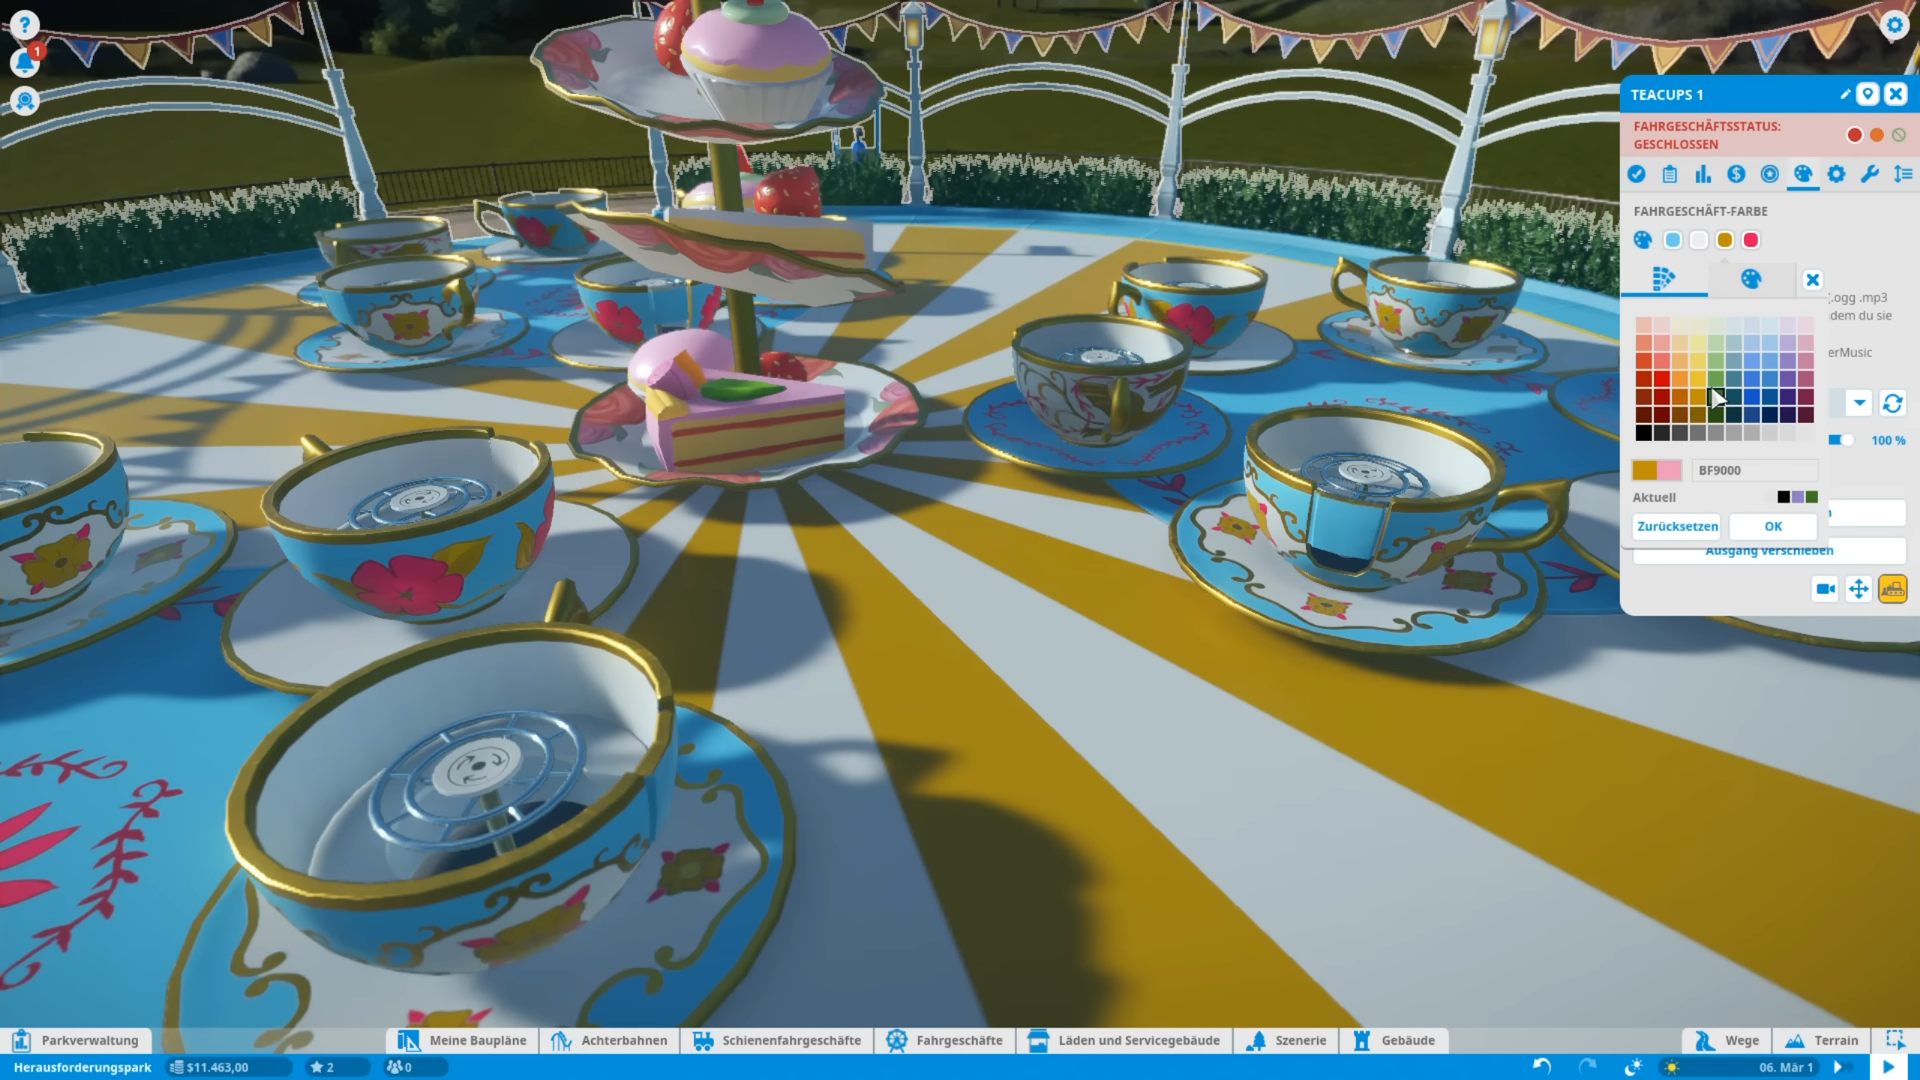 ?
1
TEACUPS 1
FAHRGESCHÄFTSSTATUS:
GESCHLOSSEN
FAHRGESCHÄFT-FARBE
.ogg .mp3
dem du sie
erMusic
100 %
BF9000
Aktuell
Zurücksetzen
OK
Ausgang verschieben
Parkverwaltung
Meine Baupläne
Achterbahnen
Schienenfahrgeschäfte
Fahrgeschäfte
Läden und Servicegebäude
Szenerie
Gebäude
Wege
Terrain
Herausforderungspark
$11.463,00
2
0
06. Mär 1